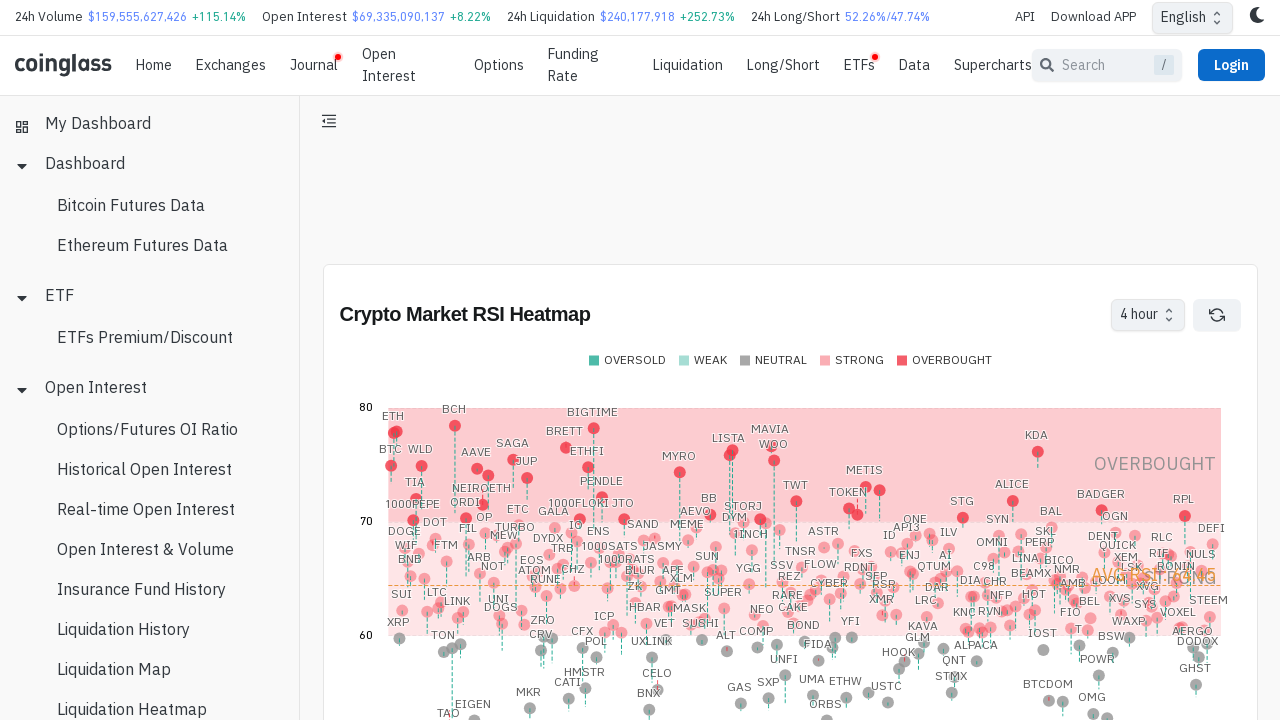 24h Volume $159,555,627,426 +115.14% Open Interest $69,335,090,137 +8.22% 24h Liquidation $240,177,918 +252.73% 24h Long/Short 52.26%/47.74% API Download APP English
coinglass Home Exchanges Journal Open Interest Options Funding Rate Liquidation Long/Short ETFs Data Supercharts Search / Login
My Dashboard
Dashboard
Bitcoin Futures Data
Ethereum Futures Data
ETF
ETFs Premium/Discount
Open Interest
Options/Futures OI Ratio
Historical Open Interest
Real-time Open Interest
Open Interest & Volume
Insurance Fund History
Liquidation History
Liquidation Map
Liquidation Heatmap
Crypto Market RSI Heatmap 4 hour
OVERSOLD WEAK NEUTRAL STRONG OVERBOUGHT
80
ETH BCH BIGTIME
BRETT LISTA MAVIA KDA
BTC WLD AAVE SAGA ETHFI WOO
JUP MYRO METIS OVERBOUGHT
TIA NEIROETH PENDLE TWT TOKEN ALICE
1000PEPE ORDI ETC GALA 1000FLOKI JTO BB STORJ STG BADGER RPL
70
DOGE DOT OP AEVO DYM ONE SYN BAL OGN
FIL TURBO IO ENS SAND MEME 1INCH ASTR API3 ILV SKL DEFI
WIF FTM MEW DYDX TRB 1000SATS JASMY ID OMNI PERP DENT QUICK RLC
BNB ARB NOT EOS ATOM CHZ 1000RATS SUN YGG SSV TNSR FLOW FXS ENJ AI LINA BICO XEM RIF NULS
RUNE BLUR APE XLM REZ RDNT QTUM C98 BEAMX NMR LSK RONIN
SUI LTC LINK UNI ZK GMT SUPER RARE CYBER SFP RSR DAR DIA CHR AMB LOOM XVG STRONG
DOGS HBAR MASK NEO CAKE XMR LRC NFP HOT BEL XVS SYS STEEM
XRP ZRO ICP VET SUSHI BOND YFI KNC RVN FIO WAXP VOXEL
60
TON CRV CFX POL UXLINK ALT COMP FIDA KAVA GLM IOST BSW AERGO
HMSTR CELO UNFI HOOK ALPACA QNT POWR DODOX
MKR CATI BNX GAS SXP UMA ETHW USTC STMX BTCDOM GHST
TAO EIGEN ORBS OMG